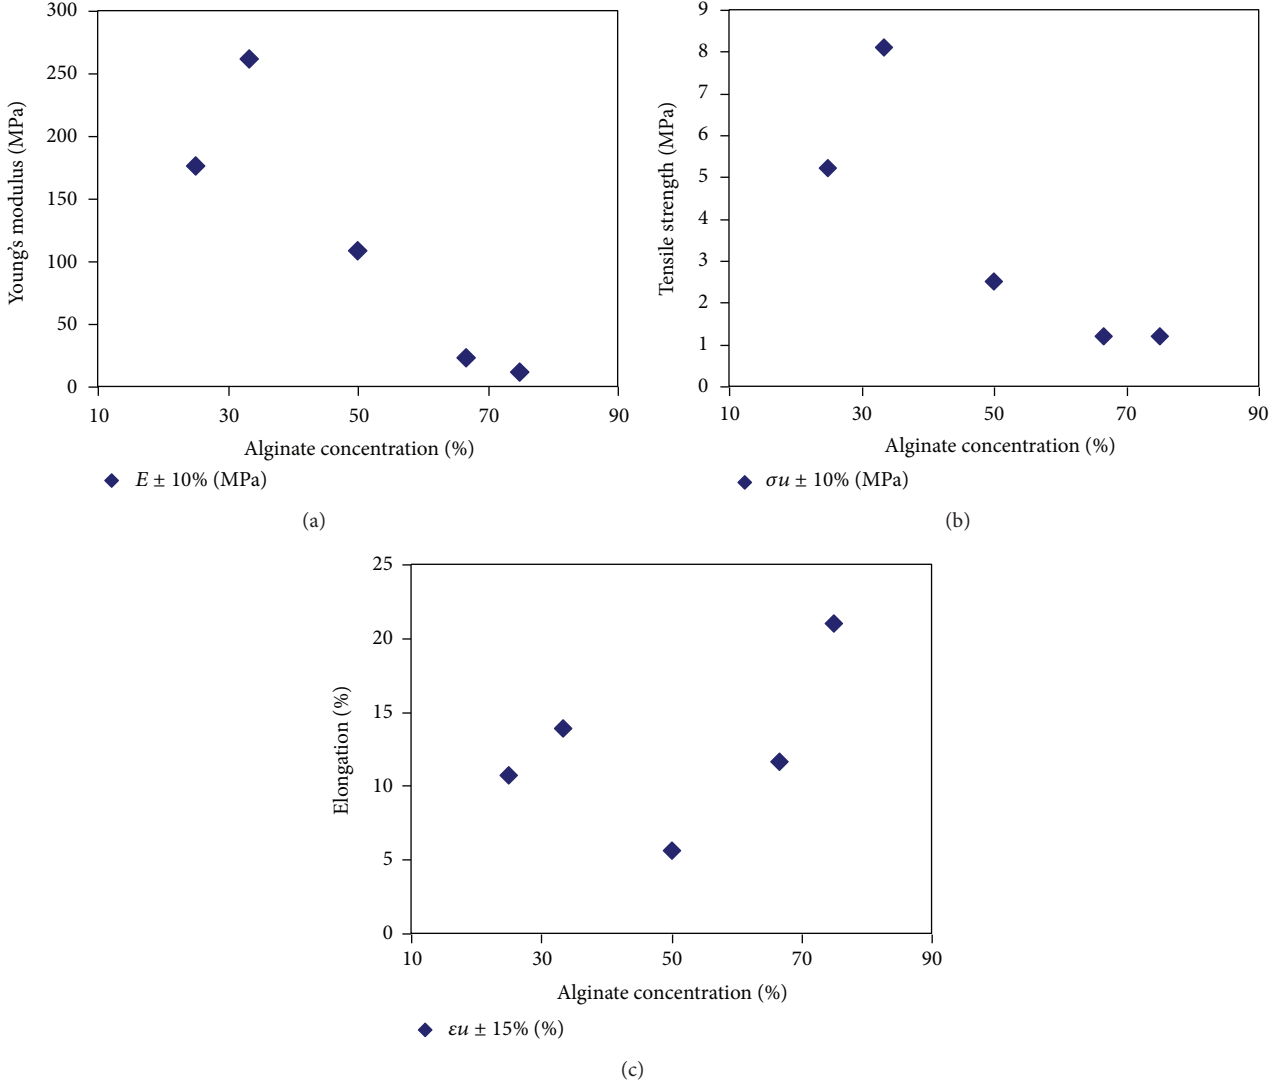 300
250
200
150
100
50
0
Young's modulus (MPa)
10 30 50 70 90
Alginate concentration (%)
E ± 10% (MPa)
(a)
9
8
7
6
5
4
3
2
1
0
Tensile strength (MPa)
10 30 50 70 90
Alginate concentration (%)
σu ± 10% (MPa)
(b)
25
20
15
10
5
0
Elongation (%)
10 30 50 70 90
Alginate concentration (%)
εu ± 15% (%)
(c)